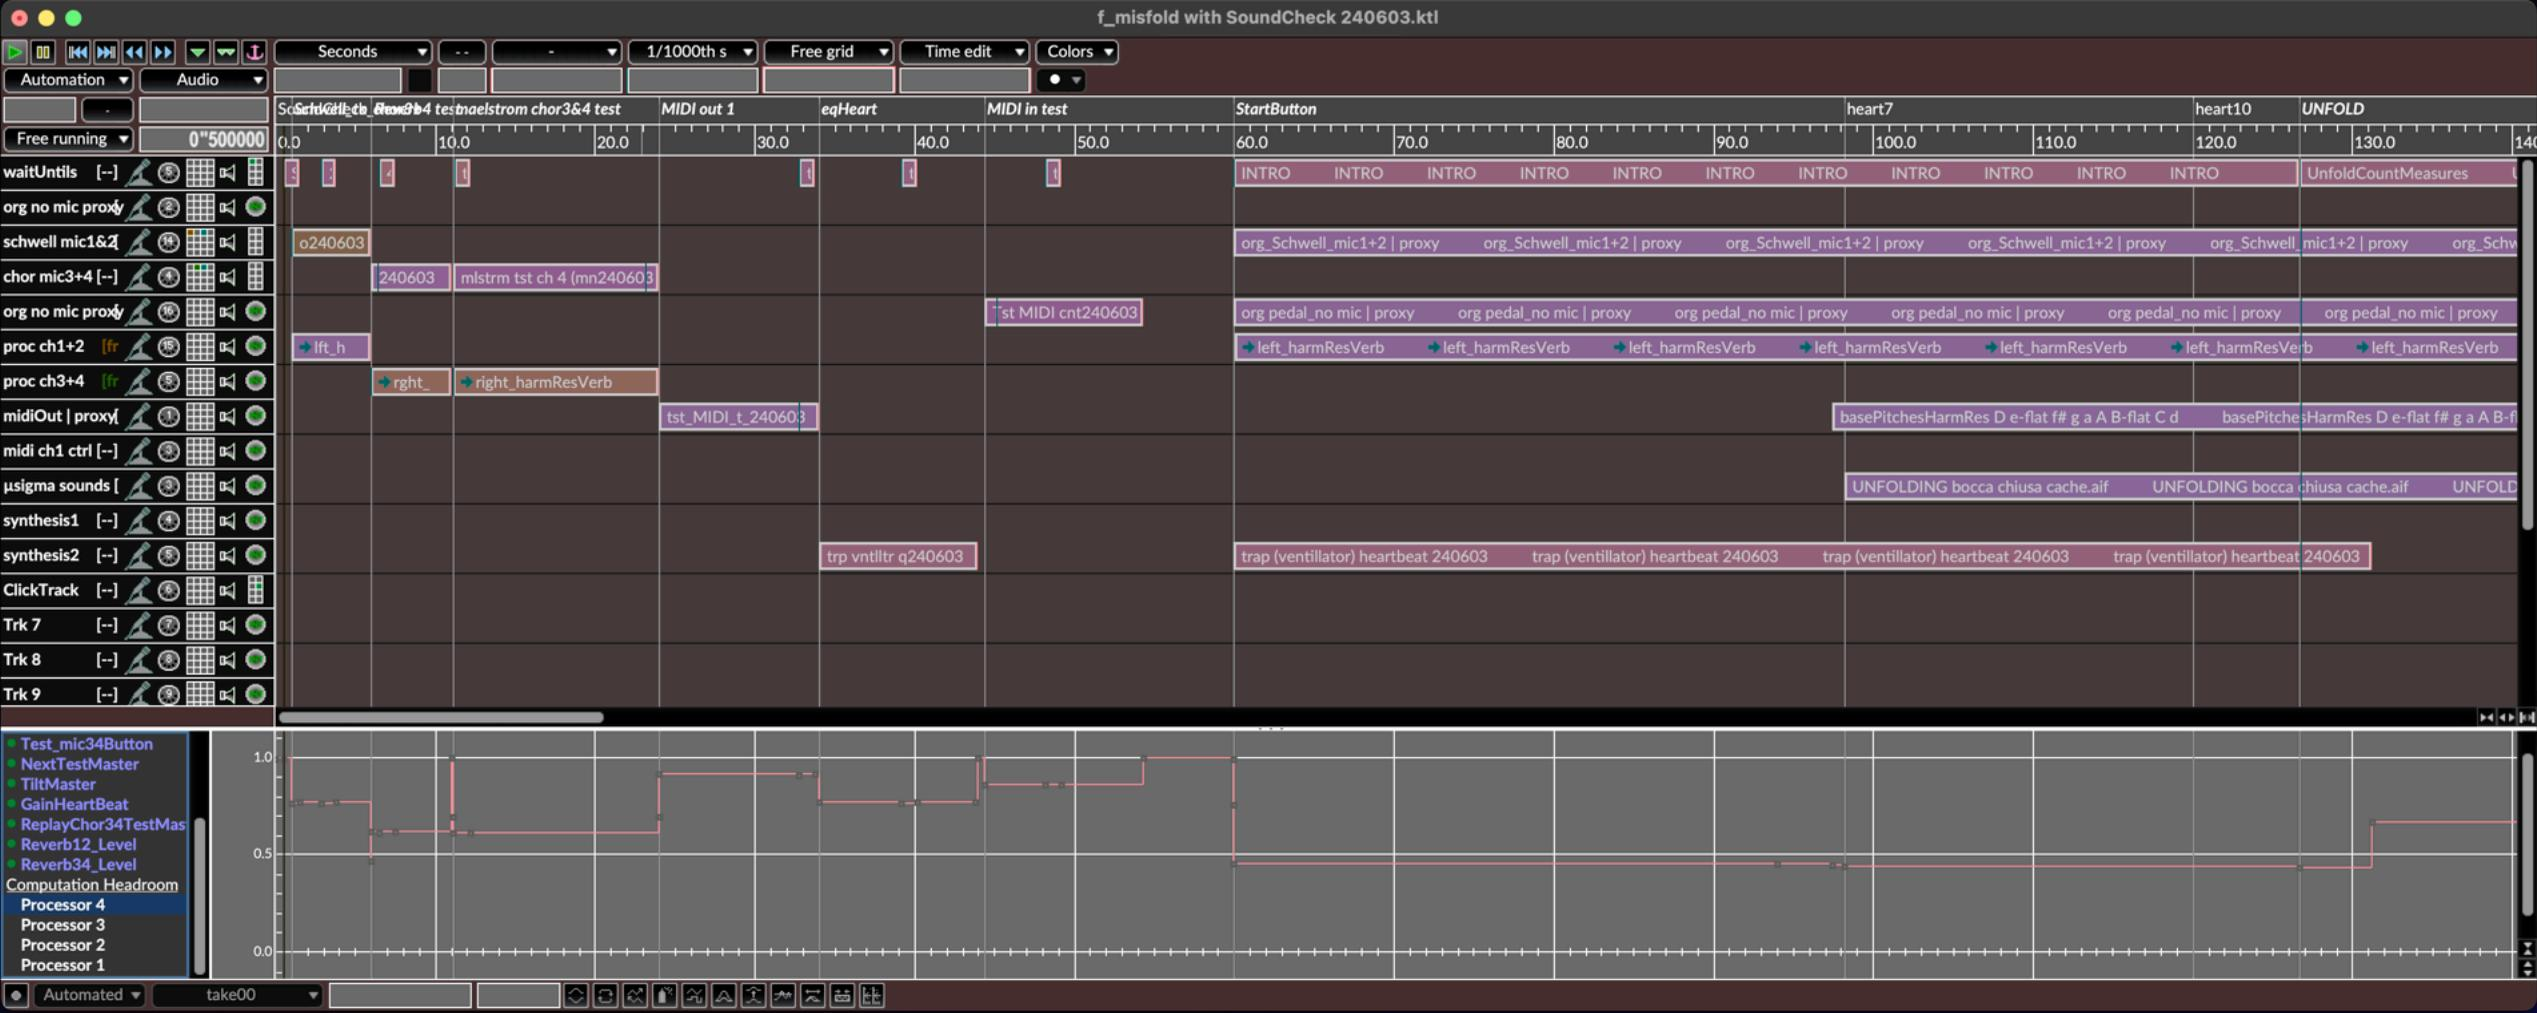 f_misfold with SoundCheck 240603.ktl
Seconds
--
-
1/1000th s
Free grid
Time edit
Colors
Automation
Audio
-
maelstrom chor3&4 test
MIDI out 1
eqHeart
MIDI in test
StartButton
heart7
heart10
UNFOLD
Free running
0"500000
0.0 10.0 20.0 30.0 40.0 50.0 60.0 70.0 80.0 90.0 100.0 110.0 120.0 130.0
waitUntils [--]
INTRO INTRO INTRO INTRO INTRO INTRO INTRO INTRO INTRO INTRO INTRO
UnfoldCountMeasures
org no mic proxy
schwell mic1&2[
o240603
org_Schwell_mic1+2 | proxy org_Schwell_mic1+2 | proxy org_Schwell_mic1+2 | proxy org_Schwell_mic1+2 | proxy org_Schwell_mic1+2 | proxy org_Schw
chor mic3+4 [--]
240603
mlstrm tst ch 4 (mn240603
org no mic proxy
Tst MIDI cnt240603
org pedal_no mic | proxy org pedal_no mic | proxy org pedal_no mic | proxy org pedal_no mic | proxy org pedal_no mic | proxy org pedal_no mic | proxy
proc ch1+2 [fr
lft_h
left_harmResVerb left_harmResVerb left_harmResVerb left_harmResVerb left_harmResVerb left_harmResVerb left_harmResVerb
proc ch3+4 [fr
rght_
right_harmResVerb
midiOut | proxy[
tst_MIDI_t_240603
basePitchesHarmRes D e-flat f# g a A B-flat C d basePitchesHarmRes D e-flat f# g a A B-fl
midi ch1 ctrl [--]
µsigma sounds [
UNFOLDING bocca chiusa cache.aif UNFOLDING bocca chiusa cache.aif UNFOLD
synthesis1 [--]
synthesis2 [--]
trp vntlltr q240603
trap (ventillator) heartbeat 240603 trap (ventillator) heartbeat 240603 trap (ventillator) heartbeat 240603 trap (ventillator) heartbeat 240603
ClickTrack [--]
Trk 7 [--]
Trk 8 [--]
Trk 9 [--]
Test_mic34Button
NextTestMaster
TiltMaster
GainHeartBeat
ReplayChor34TestMas
Reverb12_Level
Reverb34_Level
Computation Headroom
Processor 4
Processor 3
Processor 2
Processor 1
1.0
0.5
0.0
Automated
take00